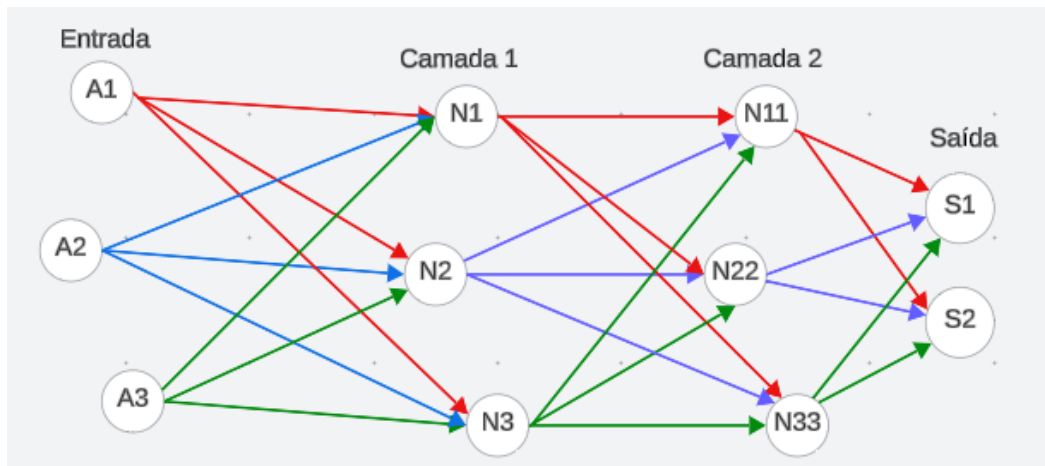 Entrada
A1
A2
A3
Camada 1
N1
N2
N3
Camada 2
N11
N22
N33
Saída
S1
S2